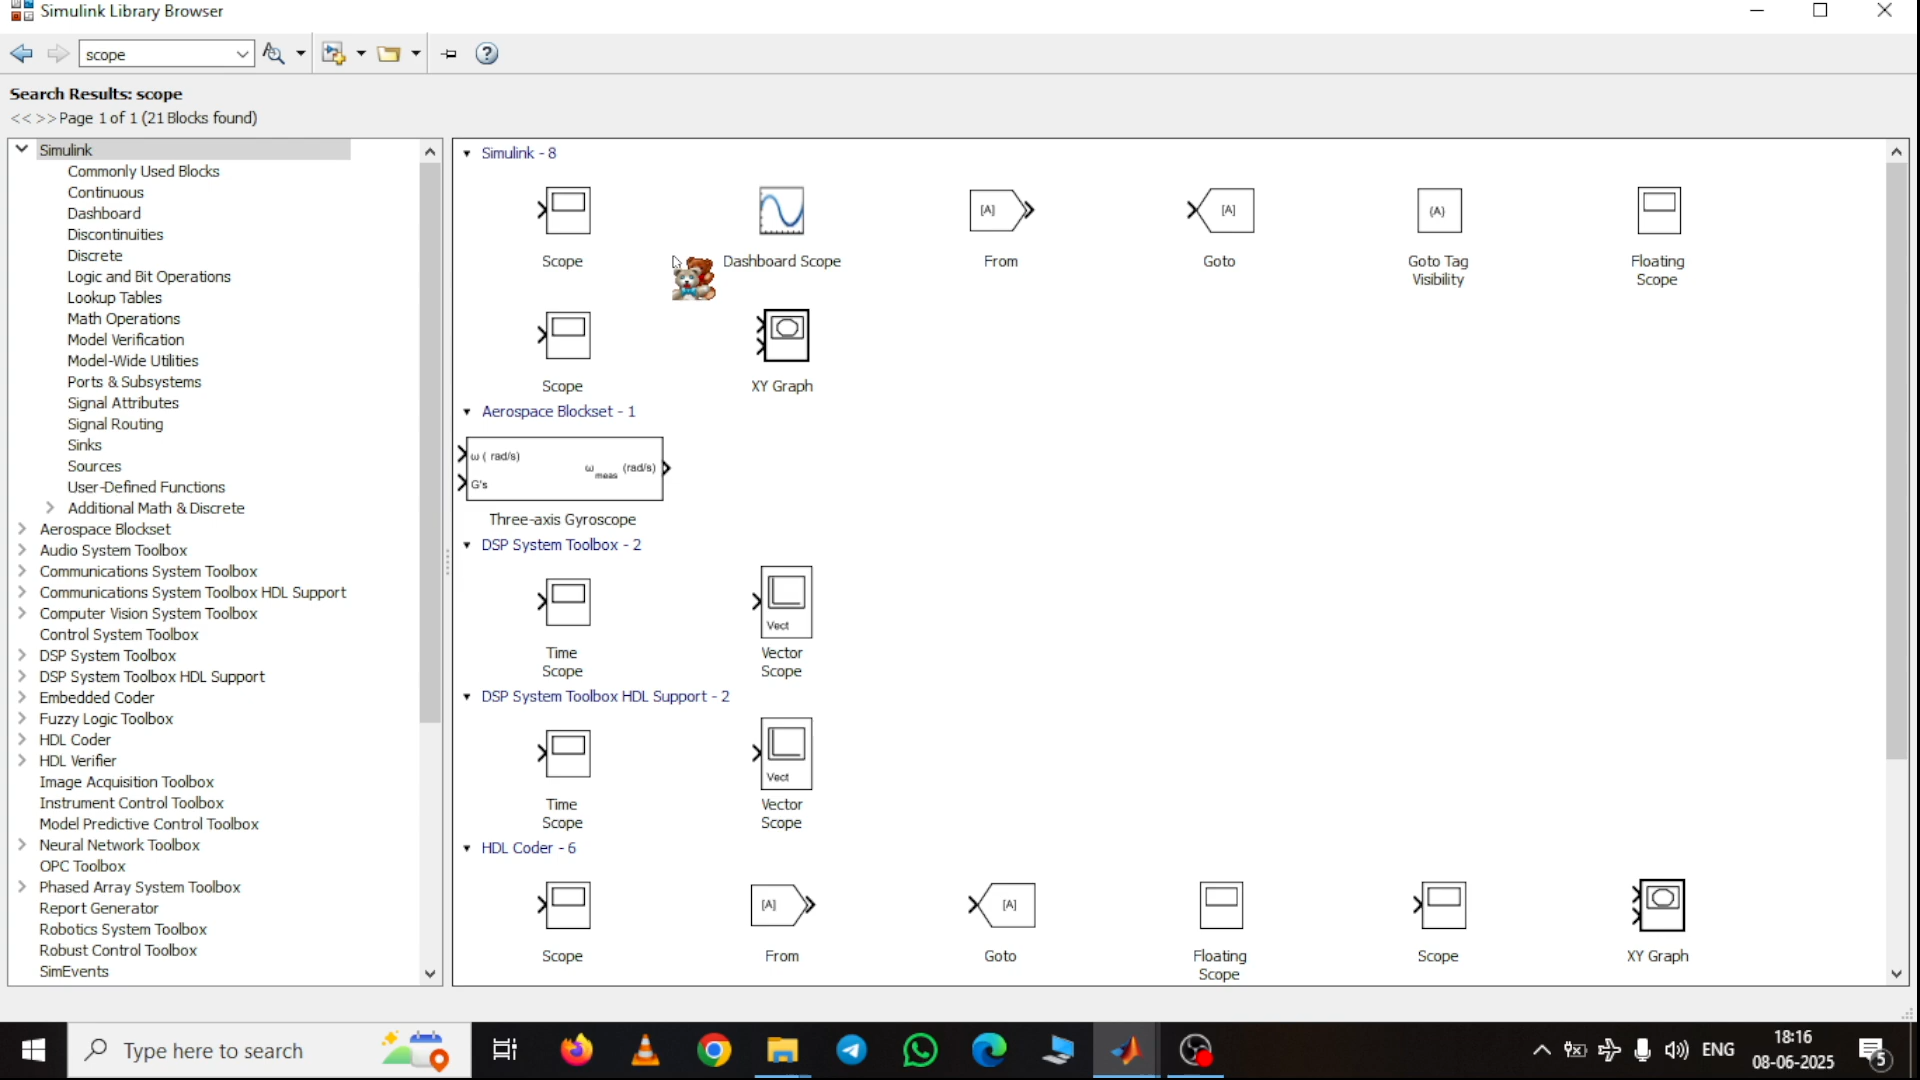 Simulink Library Browser
scope
Search Results: scope
<< >> Page 1 of 1 (21 Blocks found)
Simulink
Commonly Used Blocks
Continuous
Dashboard
Discontinuities
Discrete
Logic and Bit Operations
Lookup Tables
Math Operations
Model Verification
Model-Wide Utilities
Ports & Subsystems
Signal Attributes
Signal Routing
Sinks
Sources
User-Defined Functions
Additional Math & Discrete
Aerospace Blockset
Audio System Toolbox
Communications System Toolbox
Communications System Toolbox HDL Support
Computer Vision System Toolbox
Control System Toolbox
DSP System Toolbox
DSP System Toolbox HDL Support
Embedded Coder
Fuzzy Logic Toolbox
HDL Coder
HDL Verifier
Image Acquisition Toolbox
Instrument Control Toolbox
Model Predictive Control Toolbox
Neural Network Toolbox
OPC Toolbox
Phased Array System Toolbox
Report Generator
Robotics System Toolbox
Robust Control Toolbox
SimEvents
Simulink - 8
[A] [A] {A}
Scope Dashboard Scope From Goto Goto Tag Visibility Floating Scope
Scope XY Graph
Aerospace Blockset - 1
ω ( rad/s)
ω meas (rad/s)
G's
Three-axis Gyroscope
DSP System Toolbox - 2
Vect
Time Scope Vector Scope
DSP System Toolbox HDL Support - 2
Vect
Time Scope Vector Scope
HDL Coder - 6
[A] [A]
Scope From Goto Floating Scope Scope XY Graph
Type here to search
ENG
18:16
08-06-2025
5